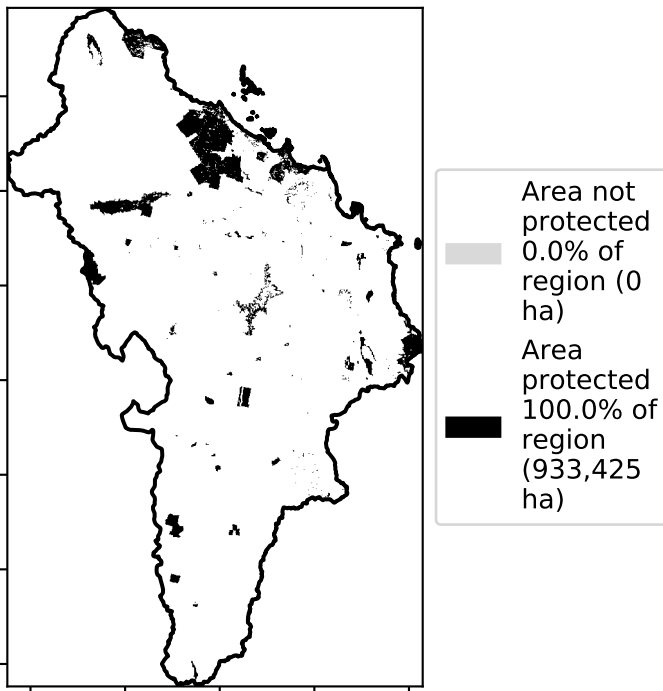 Area not
protected
0.0% of
region (0
ha)
Area
protected
100.0% of
region
(933,425
ha)